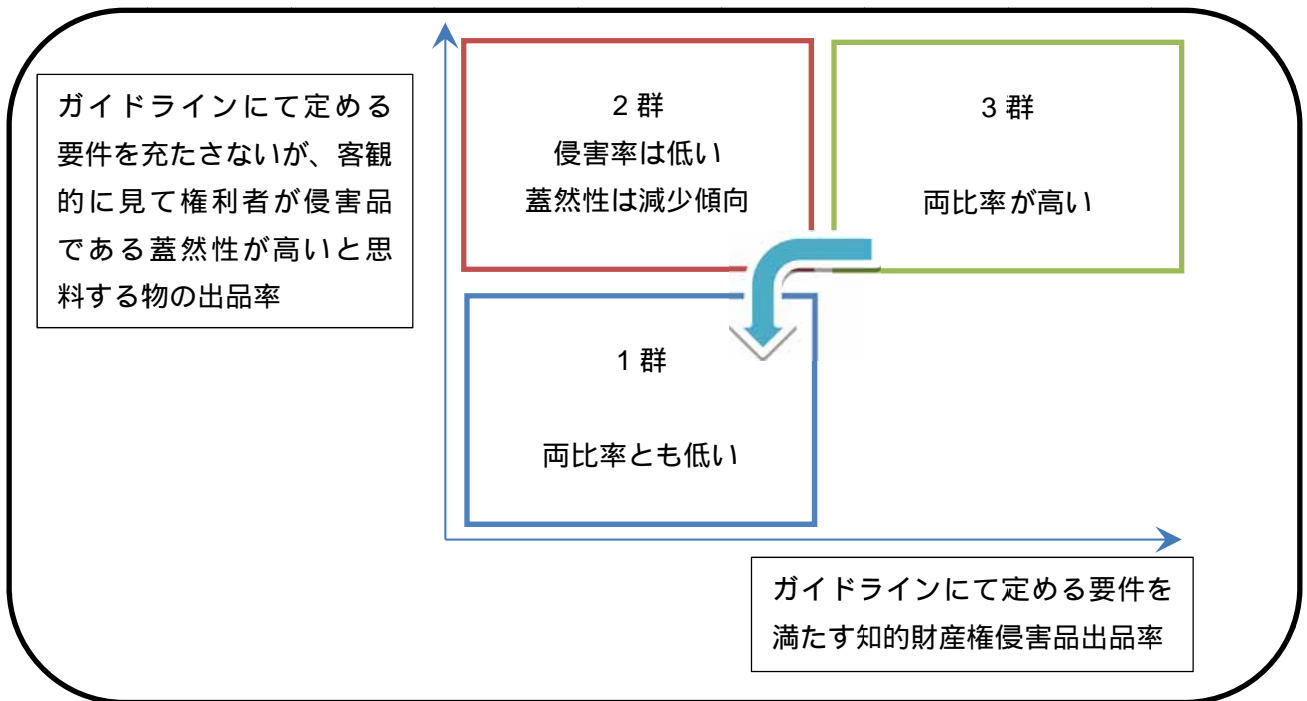 ガイドラインにて定める
要件を充たさないが、客観
的に見て権利者が侵害品
である蓋然性が高いと思
料する物の出品率
2 群
侵害率は低い
蓋然性は減少傾向
3 群
両比率が高い
1 群
両比率とも低い
ガイドラインにて定める要件を
満たす知的財産権侵害品出品率